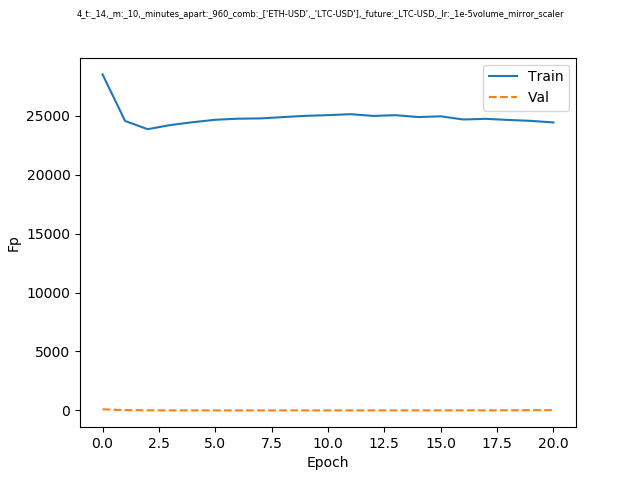 4_t:_14,_m:_10,_minutes_apart:_960_comb:_['ETH-USD',_'LTC-USD'],_future:_LTC-USD,_lr:_1e-5volume_mirror_scaler
Train
Val
25000
20000
15000
10000
5000
0
Fp
0.0 2.5 5.0 7.5 10.0 12.5 15.0 17.5 20.0
Epoch